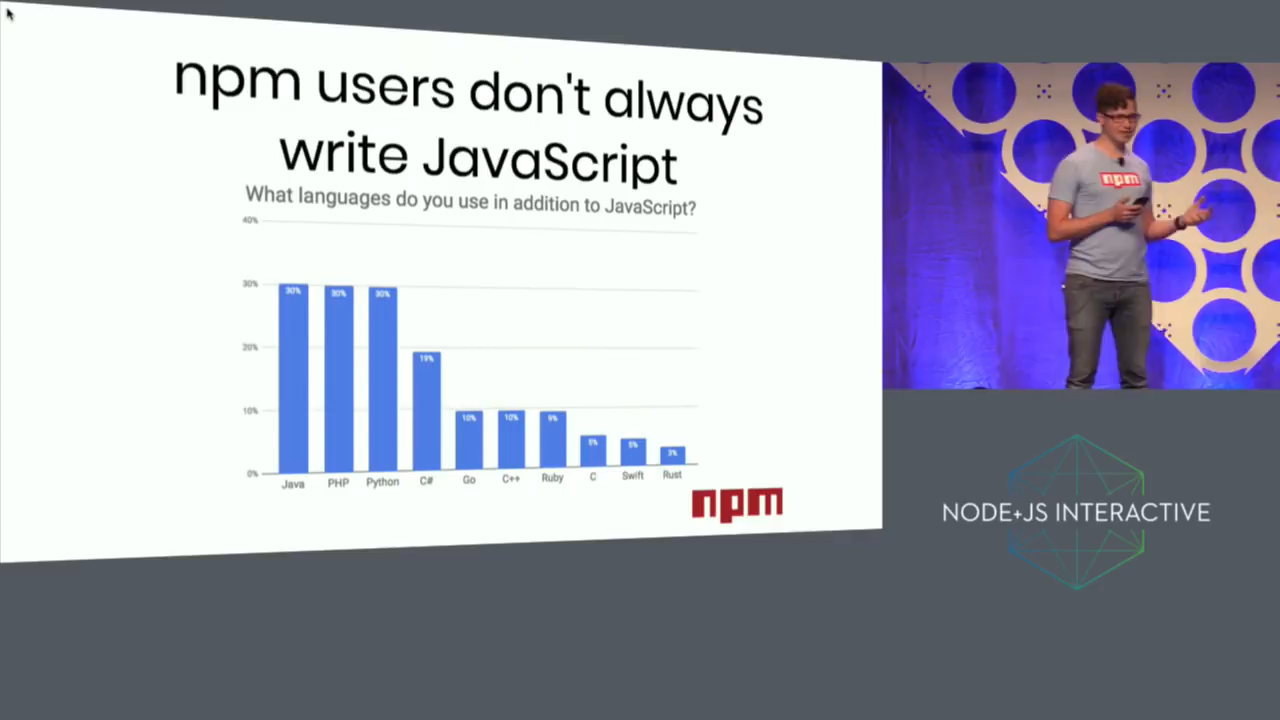 npm users don't always
write JavaScript
What languages do you use in addition to JavaScript?
40%
30%
20%
10%
0%
30%
30%
30%
19%
10%
10%
9%
5%
5%
3%
Java
PHP
Python
C#
Go
C++
Ruby
C
Swift
Rust
npm
npm
NODE+JS INTERACTIVE